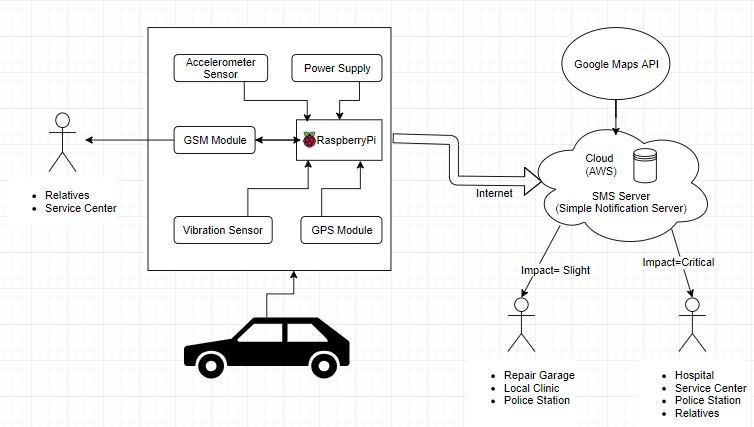 Accelerometer
Sensor
Power Supply
Google Maps API
GSM Module
RaspberryPi
Cloud
(AWS)
SMS Server
(Simple Notification Server)
Internet
Relatives
Service Center
Vibration Sensor
GPS Module
Impact= Slight
Impact=Critical
Repair Garage
Local Clinic
Police Station
Hospital
Service Center
Police Station
Relatives